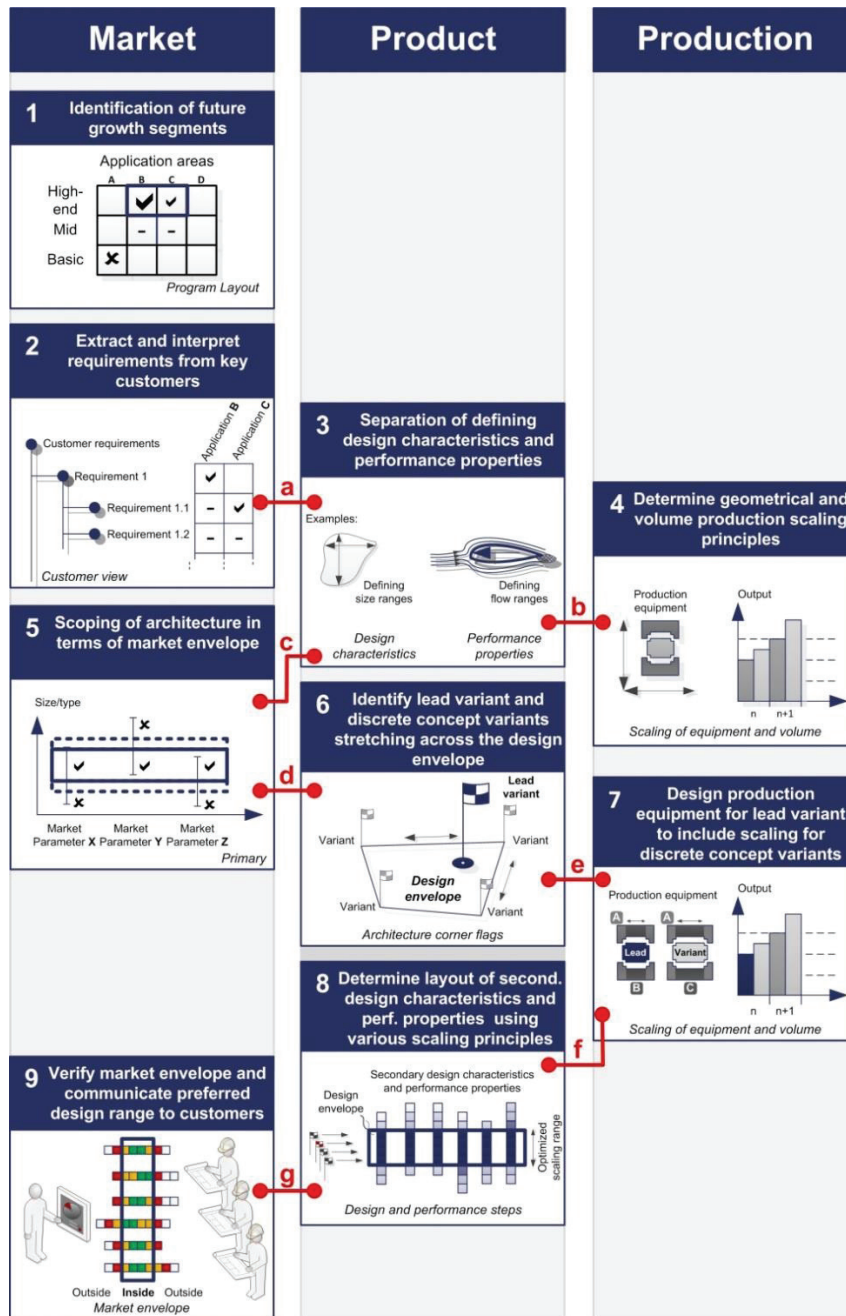 Market
Product
Production
1
Identification of future
growth segments
Application areas
A B C D
High-
end
Mid
Basic
Program Layout
2
Extract and interpret
requirements from key
customers
Application B
Application C
Customer requirements
Requirement 1
Requirement 1.1
Requirement 1.2
Customer view
a
3
Separation of defining
design characteristics and
performance properties
Examples:
Defining
size ranges
Defining
flow ranges
Design
characteristics
Performance
properties
b
4
Determine geometrical and
volume production scaling
principles
Production
equipment
Output
n n+1
Scaling of equipment and volume
5
Scoping of architecture in
terms of market envelope
c
Size/type
Market
Parameter X
Market
Parameter Y
Market
Parameter Z
Primary
d
6
Identify lead variant and
discrete concept variants
stretching across the design
envelope
Lead
variant
Variant
Variant
Design
envelope
Variant
Variant
Architecture corner flags
e
7
Design production
equipment for lead variant
to include scaling for
discrete concept variants
Production equipment
Output
A
A
Lead
Variant
B
C
n n+1
Scaling of equipment and volume
f
8
Determine layout of second.
design characteristics and
perf. properties using
various scaling principles
Secondary design characteristics
and performance properties
Design
envelope
Optimized
scaling range
Design and performance steps
g
9
Verify market envelope and
communicate preferred
design range to customers
Outside Inside Outside
Market envelope